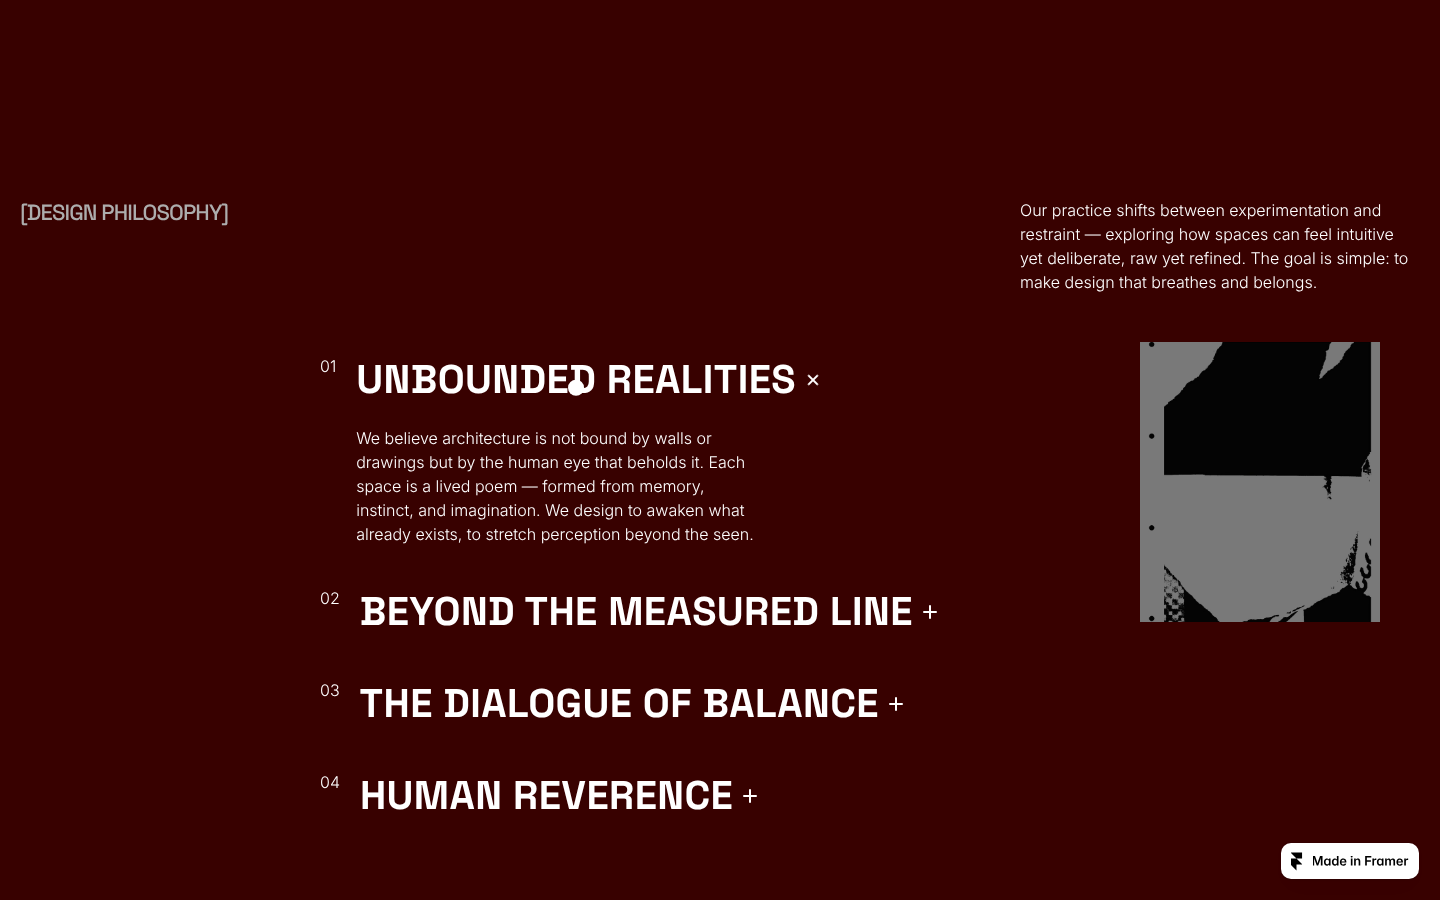 [DESIGN PHILOSOPHY]
Our practice shifts between experimentation and
restraint — exploring how spaces can feel intuitive
yet deliberate, raw yet refined. The goal is simple: to
make design that breathes and belongs.
01
UNBOUNDED REALITIES ×
We believe architecture is not bound by walls or
drawings but by the human eye that beholds it. Each
space is a lived poem — formed from memory,
instinct, and imagination. We design to awaken what
already exists, to stretch perception beyond the seen.
02
BEYOND THE MEASURED LINE +
03
THE DIALOGUE OF BALANCE +
04
HUMAN REVERENCE +
Made in Framer